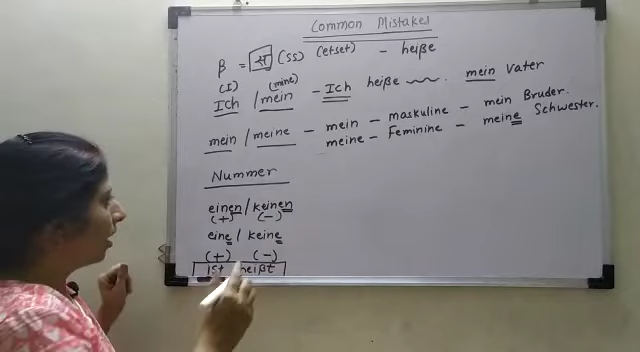 Common Mistakes
ß = स (ss) (etset) - heiße
(I) (mine)
Ich / mein - Ich heiße ~~. mein Vater
mein / meine - mein - maskuline - mein Bruder.
meine - Feminine - meine Schwester.
Nummer
einen / keinen
(+) (-)
eine / keine
(+) (-)
ist heißt